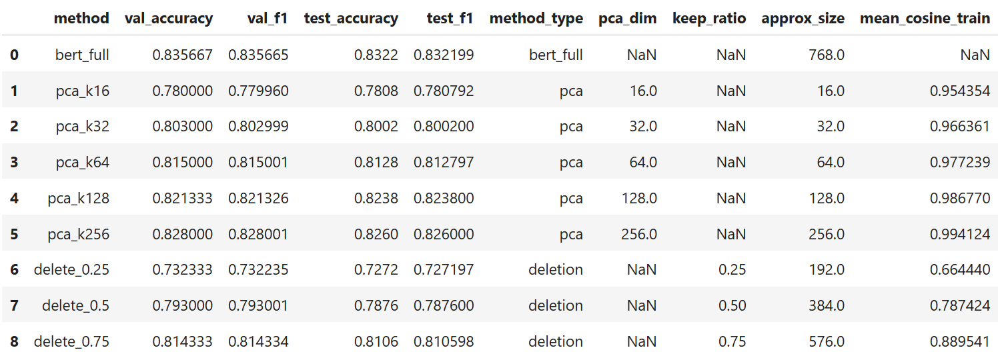 method val_accuracy val_f1 test_accuracy test_f1 method_type pca_dim keep_ratio approx_size mean_cosine_train
0 bert_full 0.835667 0.835665 0.8322 0.832199 bert_full NaN NaN 768.0 NaN
1 pca_k16 0.780000 0.779960 0.7808 0.780792 pca 16.0 NaN 16.0 0.954354
2 pca_k32 0.803000 0.802999 0.8002 0.800200 pca 32.0 NaN 32.0 0.966361
3 pca_k64 0.815000 0.815001 0.8128 0.812797 pca 64.0 NaN 64.0 0.977239
4 pca_k128 0.821333 0.821326 0.8238 0.823800 pca 128.0 NaN 128.0 0.986770
5 pca_k256 0.828000 0.828001 0.8260 0.826000 pca 256.0 NaN 256.0 0.994124
6 delete_0.25 0.732333 0.732235 0.7272 0.727197 deletion NaN 0.25 192.0 0.664440
7 delete_0.5 0.793000 0.793001 0.7876 0.787600 deletion NaN 0.50 384.0 0.787424
8 delete_0.75 0.814333 0.814334 0.8106 0.810598 deletion NaN 0.75 576.0 0.889541